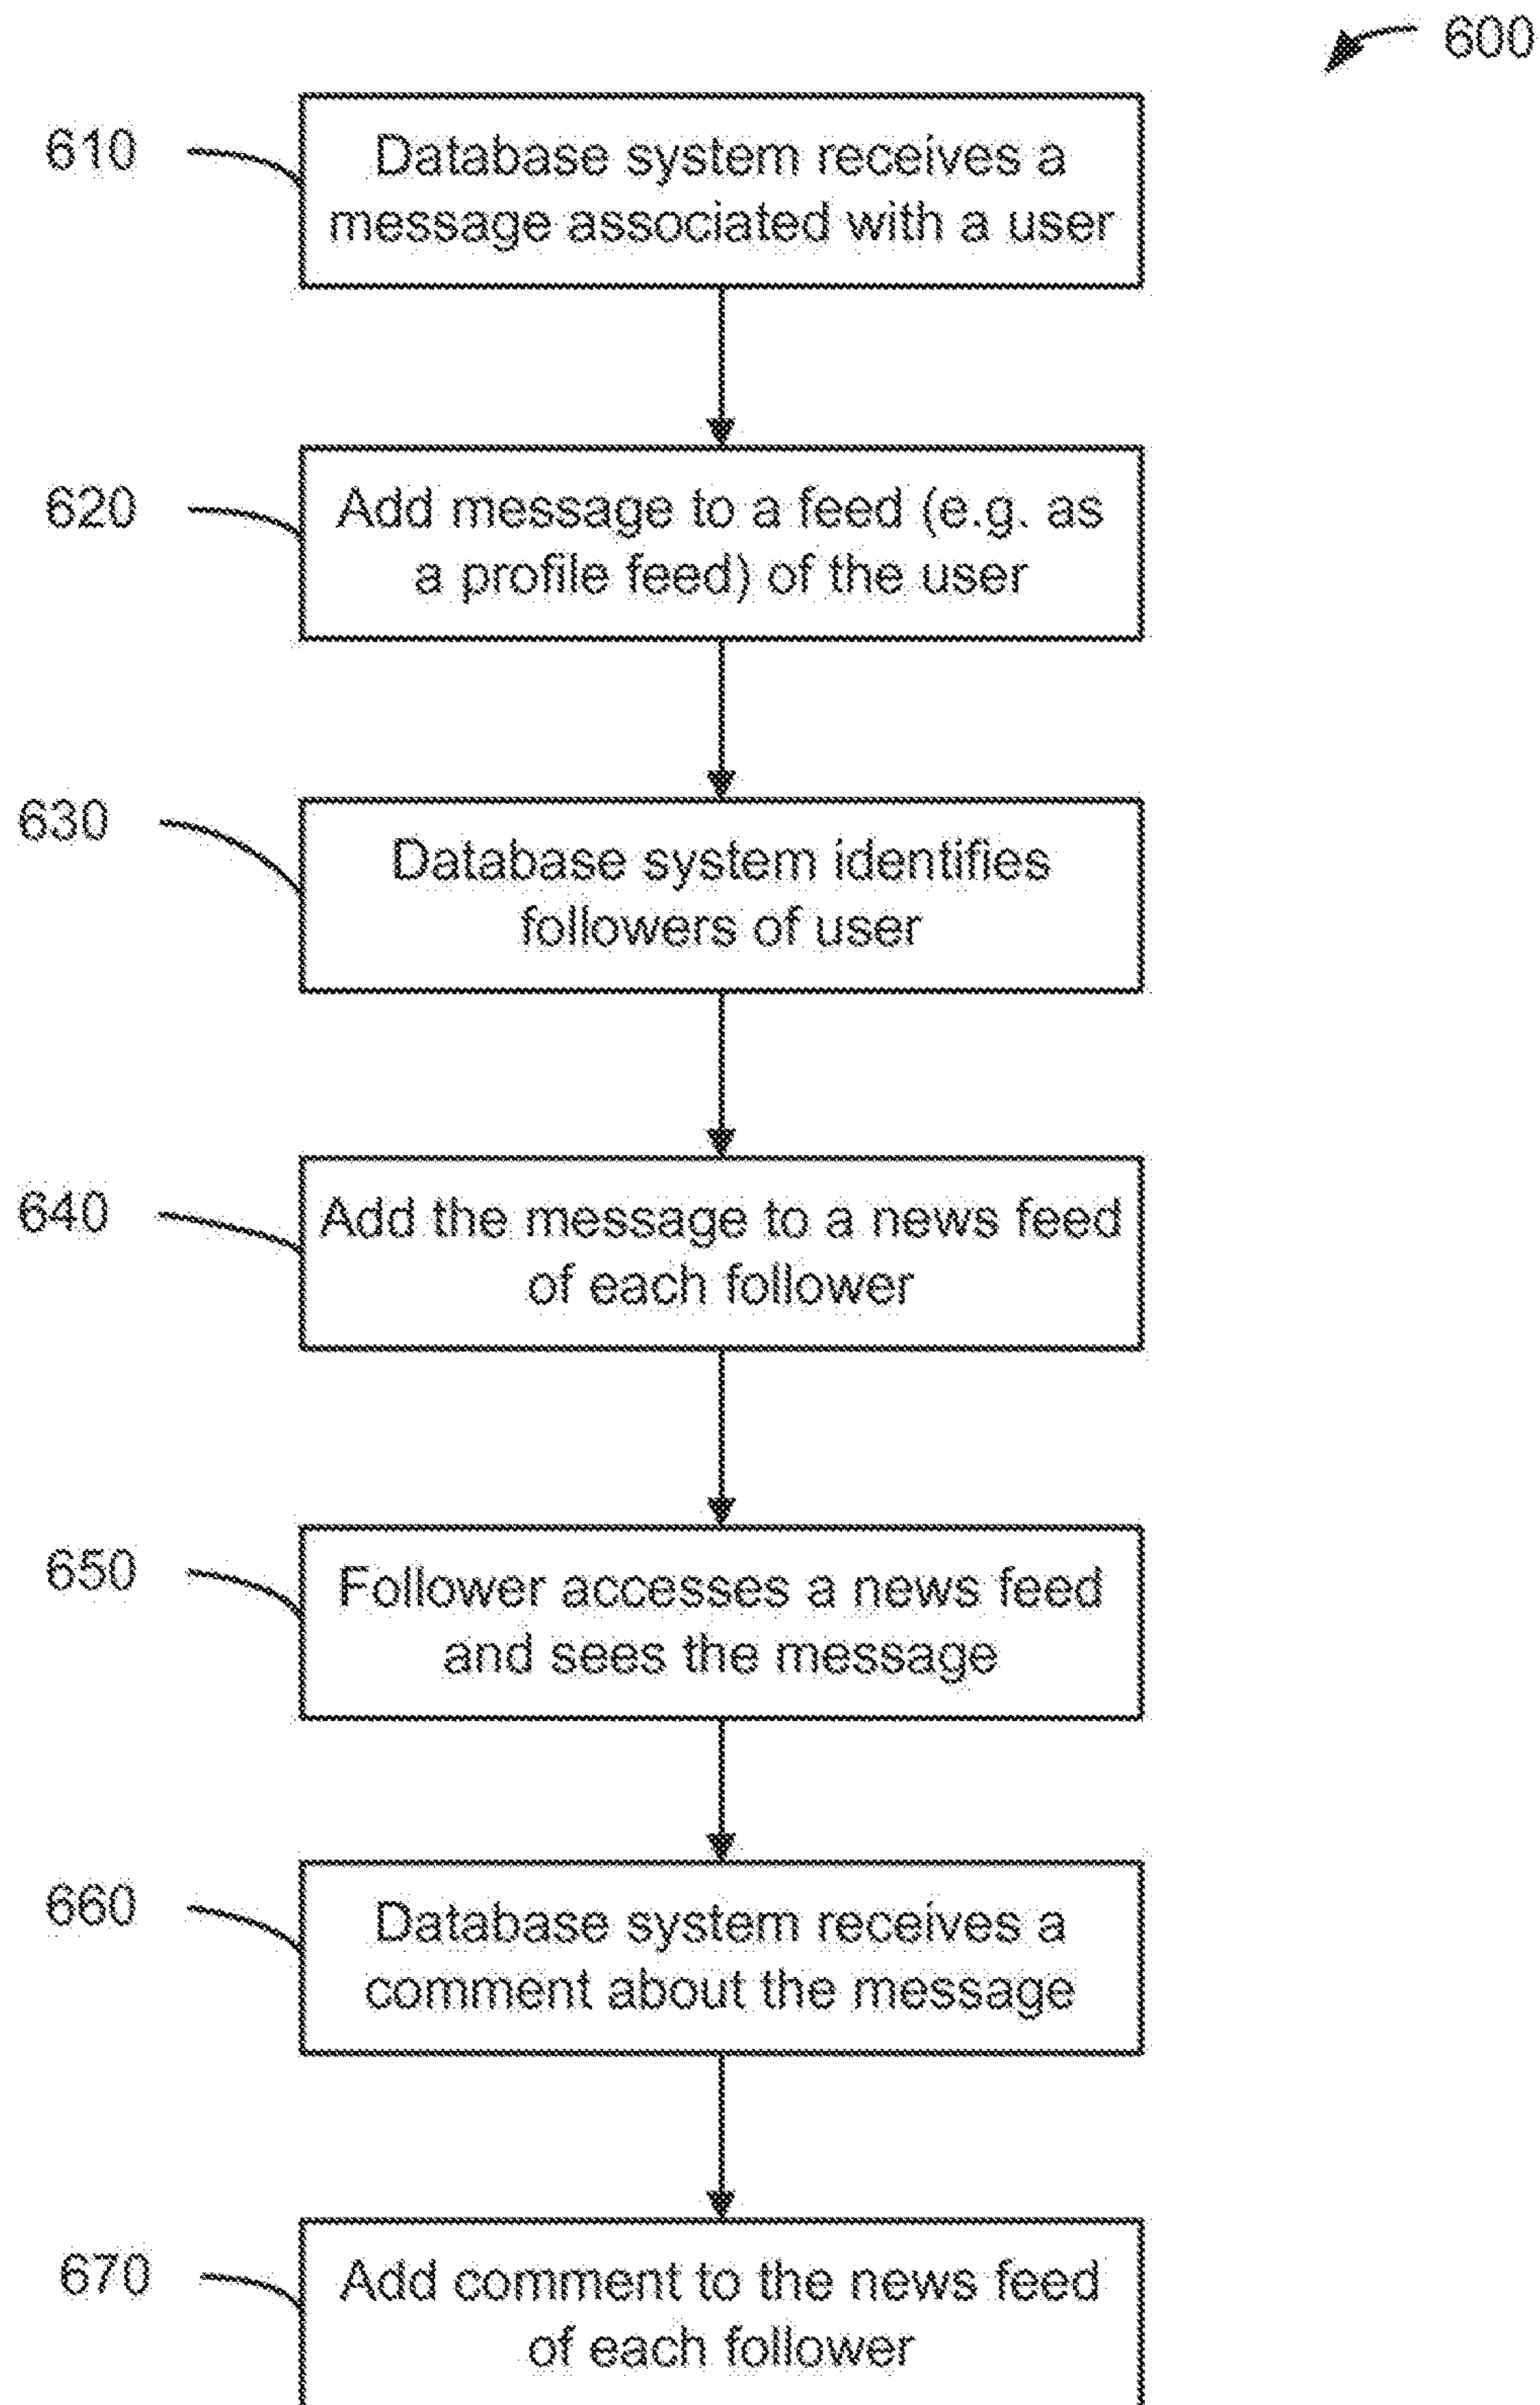 600
610
Database system receives a
message associated with a user
620
Add message to a feed (e.g. as
a profile feed) of the user
630
Database system identifies
followers of user
640
Add the message to a news feed
of each follower
650
Follower accesses a news feed
and sees the message
660
Database system receives a
comment about the message
670
Add comment to the news feed
of each follower